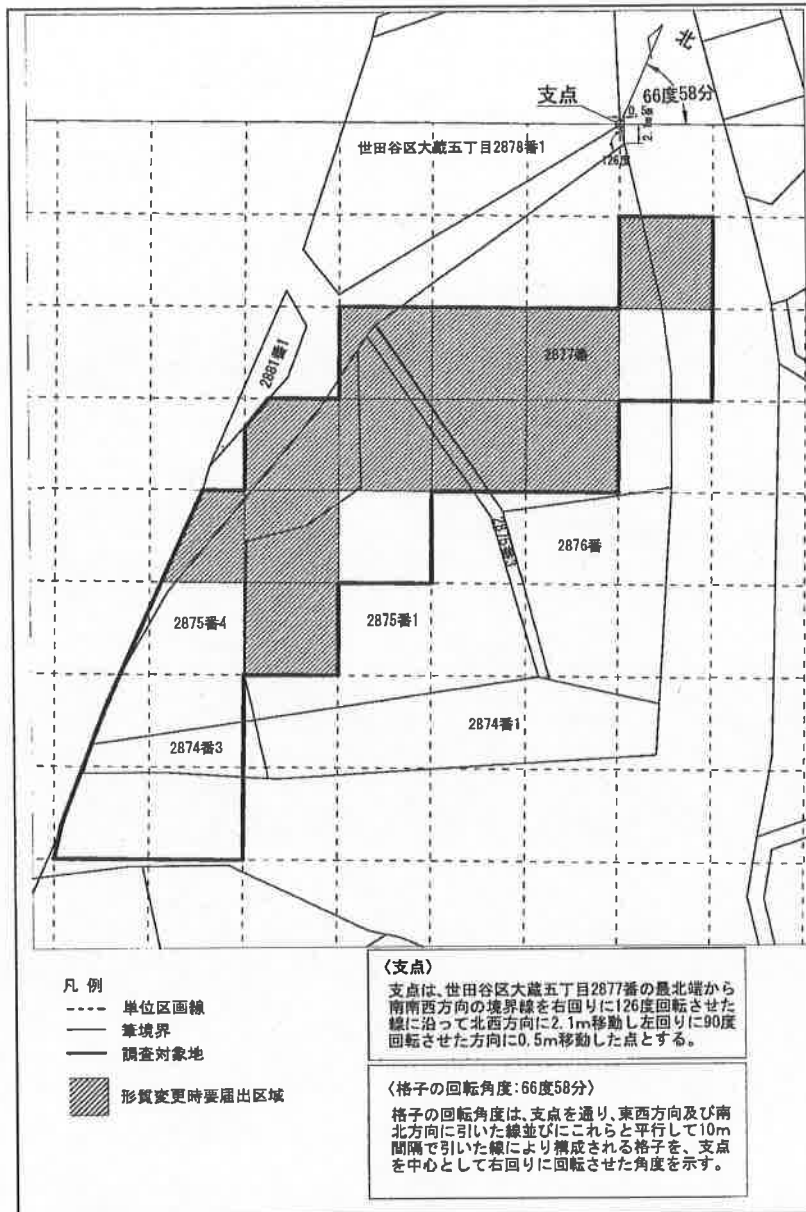 北
66度58分
支点
0.5m
2.1m
126度
世田谷区大蔵五丁目2878番1
2877番
2881番1
2875番3
2876番
2875番4
2875番1
2874番1
2874番3
凡 例
単位区画線
筆境界
調査対象地
形質変更時要届出区域
〈支点〉
支点は、世田谷区大蔵五丁目2877番の最北端から
南南西方向の境界線を右回りに126度回転させた
線に沿って北西方向に2.1m移動し左回りに90度
回転させた方向に0.5m移動した点とする。
〈格子の回転角度:66度58分〉
格子の回転角度は、支点を通り、東西方向及び南
北方向に引いた線並びにこれらと平行して10m
間隔で引いた線により構成される格子を、支点
を中心として右回りに回転させた角度を示す。